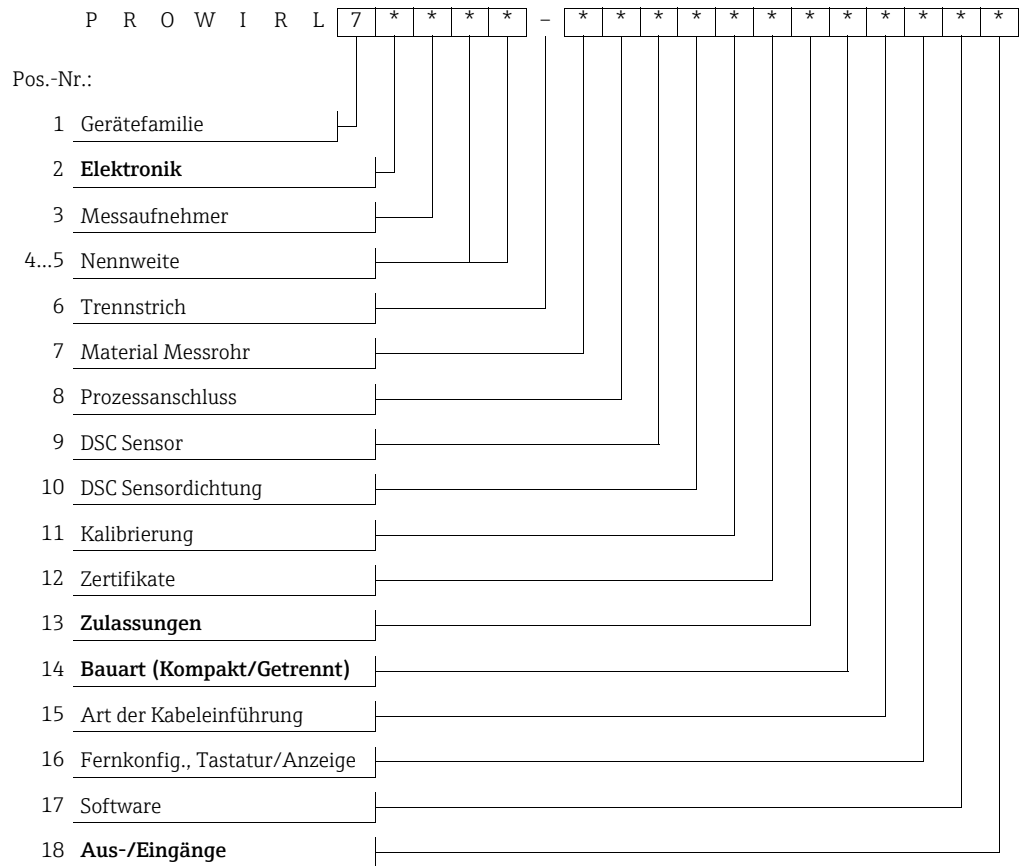 P R O W I R L 7 * * * * – * * * * * * * * * * * *
Pos.-Nr.:
1 Gerätefamilie
2 Elektronik
3 Messaufnehmer
4...5 Nennweite
6 Trennstrich
7 Material Messrohr
8 Prozessanschluss
9 DSC Sensor
10 DSC Sensordichtung
11 Kalibrierung
12 Zertifikate
13 Zulassungen
14 Bauart (Kompakt/Getrennt)
15 Art der Kabeleinführung
16 Fernkonfig., Tastatur/Anzeige
17 Software
18 Aus-/Eingänge